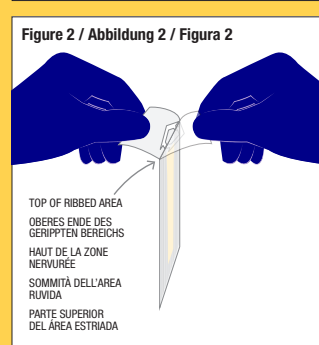 Figure 2 / Abbildung 2 / Figura 2
TOP OF RIBBED AREA
OBERES ENDE DES
GERIPPTEN BEREICHS
HAUT DE LA ZONE
NERVURÉE
SOMMITÀ DELL'AREA
RUVIDA
PARTE SUPERIOR
DEL ÁREA ESTRIADA